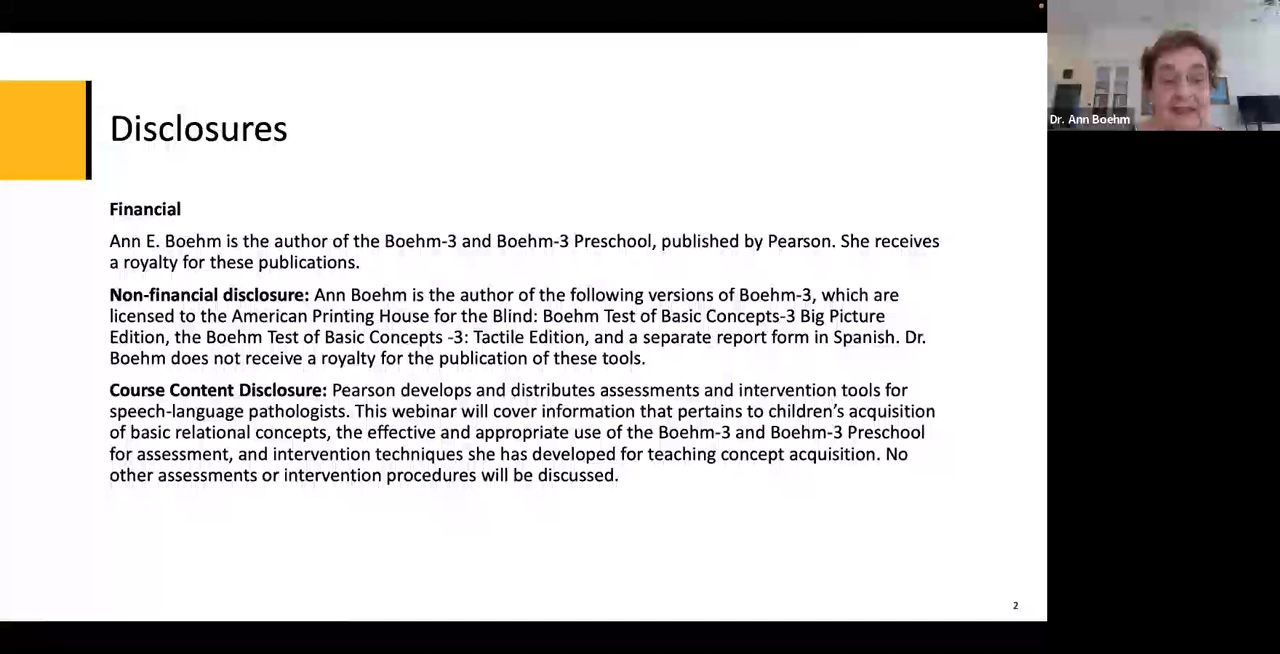 Disclosures
Dr. Ann Boehm
Financial
Ann E. Boehm is the author of the Boehm-3 and Boehm-3 Preschool, published by Pearson. She receives
a royalty for these publications.
Non-financial disclosure: Ann Boehm is the author of the following versions of Boehm-3, which are
licensed to the American Printing House for the Blind: Boehm Test of Basic Concepts-3 Big Picture
Edition, the Boehm Test of Basic Concepts -3: Tactile Edition, and a separate report form in Spanish. Dr.
Boehm does not receive a royalty for the publication of these tools.
Course Content Disclosure: Pearson develops and distributes assessments and intervention tools for
speech-language pathologists. This webinar will cover information that pertains to children’s acquisition
of basic relational concepts, the effective and appropriate use of the Boehm-3 and Boehm-3 Preschool
for assessment, and intervention techniques she has developed for teaching concept acquisition. No
other assessments or intervention procedures will be discussed.
2